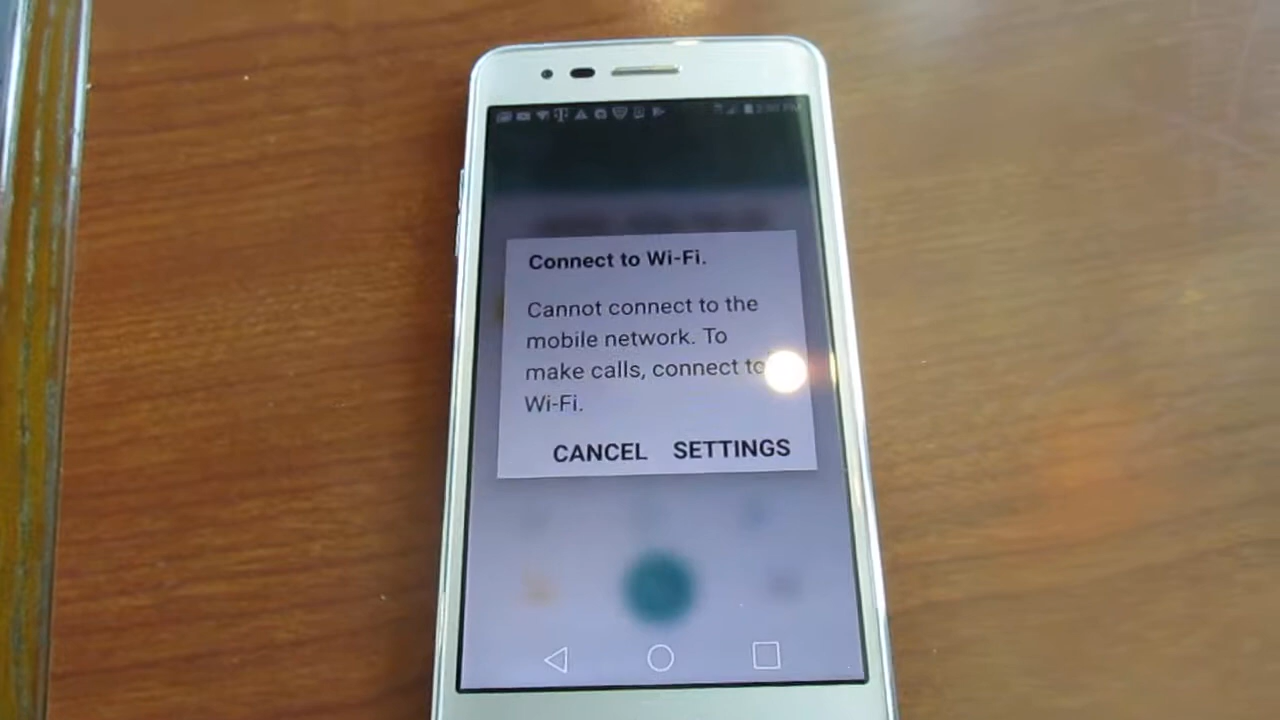 Connect to Wi-Fi.
Cannot connect to the
mobile network. To
make calls, connect to
Wi-Fi.
CANCEL SETTINGS